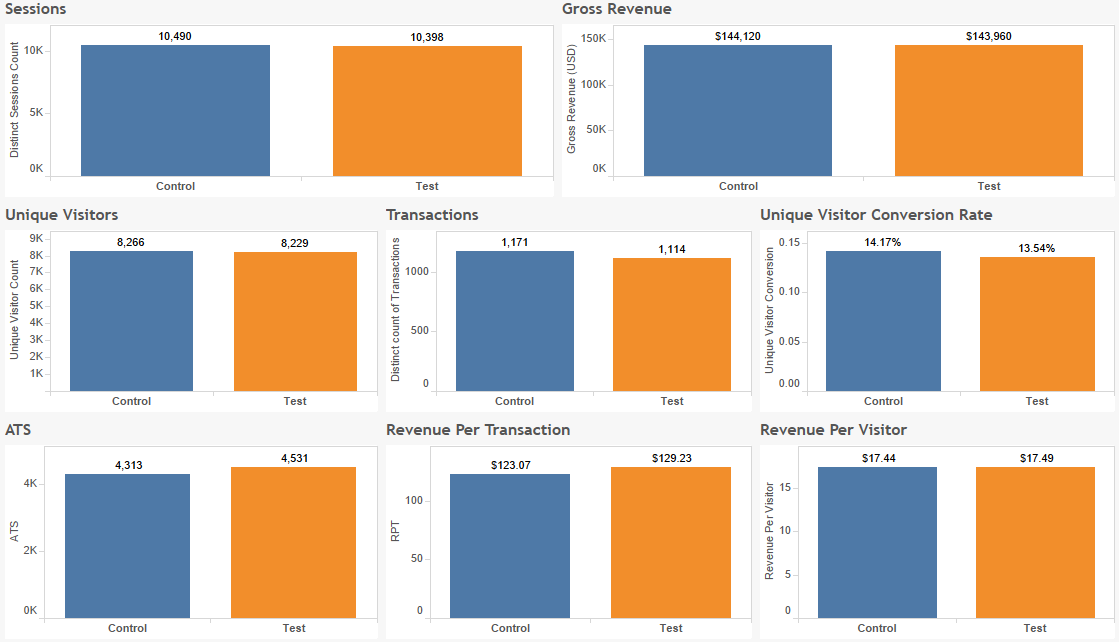 Sessions
Distinct Sessions Count
10K
5K
0K
10,490
10,398
Control
Test
Gross Revenue
Gross Revenue (USD)
150K
100K
50K
0K
$144,120
$143,960
Control
Test
Unique Visitors
Unique Visitor Count
9K
8K
7K
6K
5K
4K
3K
2K
1K
8,266
8,229
Control
Test
Transactions
Distinct count of Transactions
1000
500
0
1,171
1,114
Control
Test
Unique Visitor Conversion Rate
Unique Visitor Conversion
0.15
0.10
0.05
0.00
14.17%
13.54%
Control
Test
ATS
ATS
4K
2K
0K
4,313
4,531
Control
Test
Revenue Per Transaction
RPT
100
50
0
$123.07
$129.23
Control
Test
Revenue Per Visitor
Revenue Per Visitor
15
10
5
0
$17.44
$17.49
Control
Test